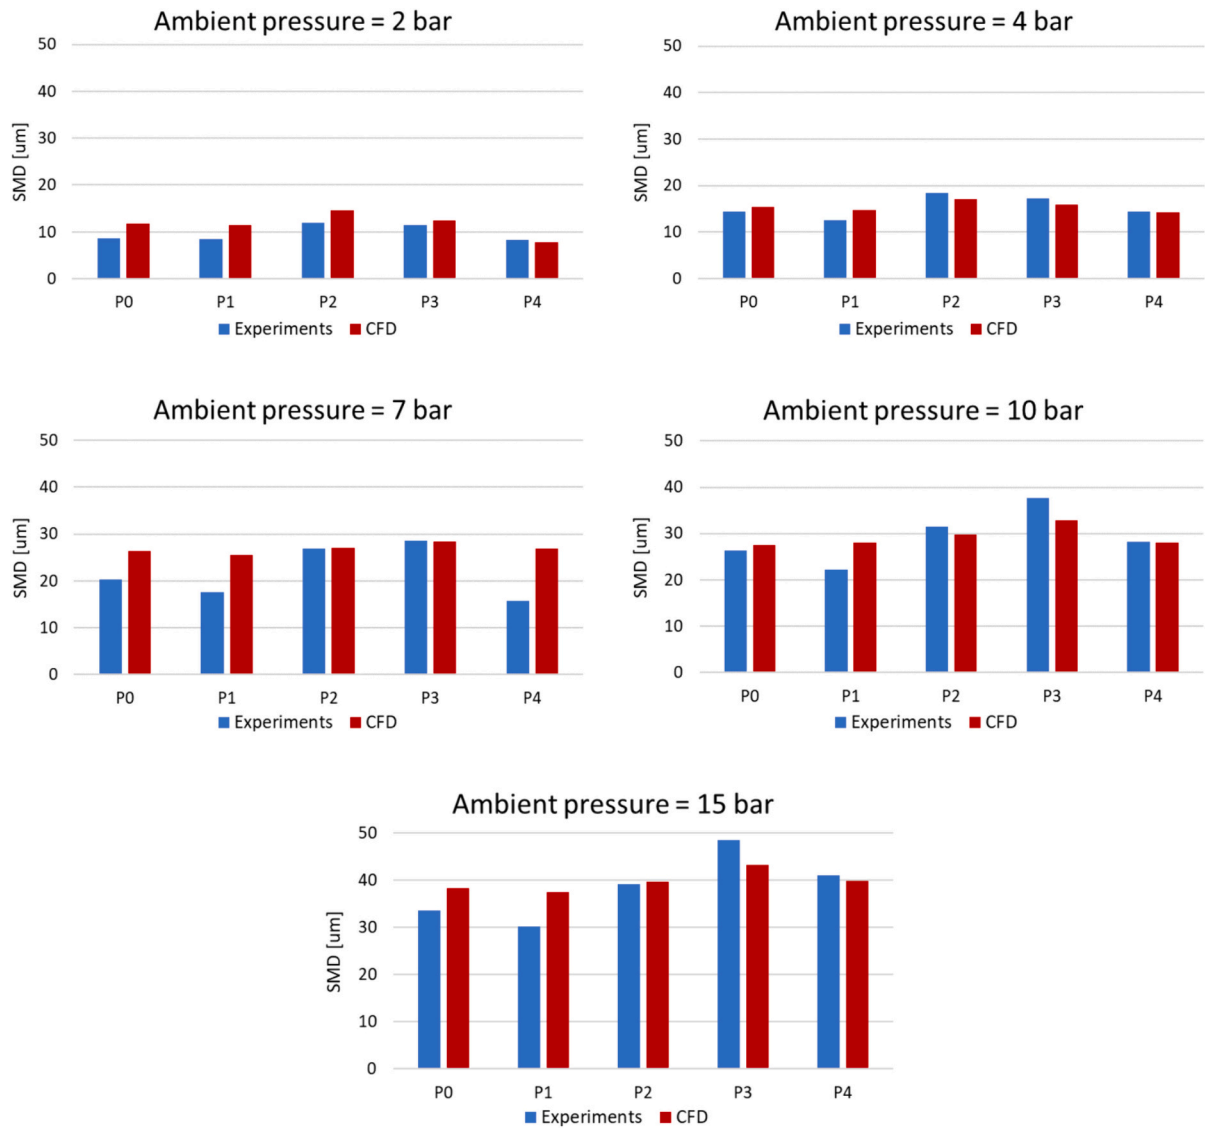 Ambient pressure = 2 bar
50
40
30
20
10
0
SMD [um]
P0 P1 P2 P3 P4
Experiments CFD
Ambient pressure = 4 bar
50
40
30
20
10
0
SMD [um]
P0 P1 P2 P3 P4
Experiments CFD
Ambient pressure = 7 bar
50
40
30
20
10
0
SMD [um]
P0 P1 P2 P3 P4
Experiments CFD
Ambient pressure = 10 bar
50
40
30
20
10
0
SMD [um]
P0 P1 P2 P3 P4
Experiments CFD
Ambient pressure = 15 bar
50
40
30
20
10
0
SMD [um]
P0 P1 P2 P3 P4
Experiments CFD